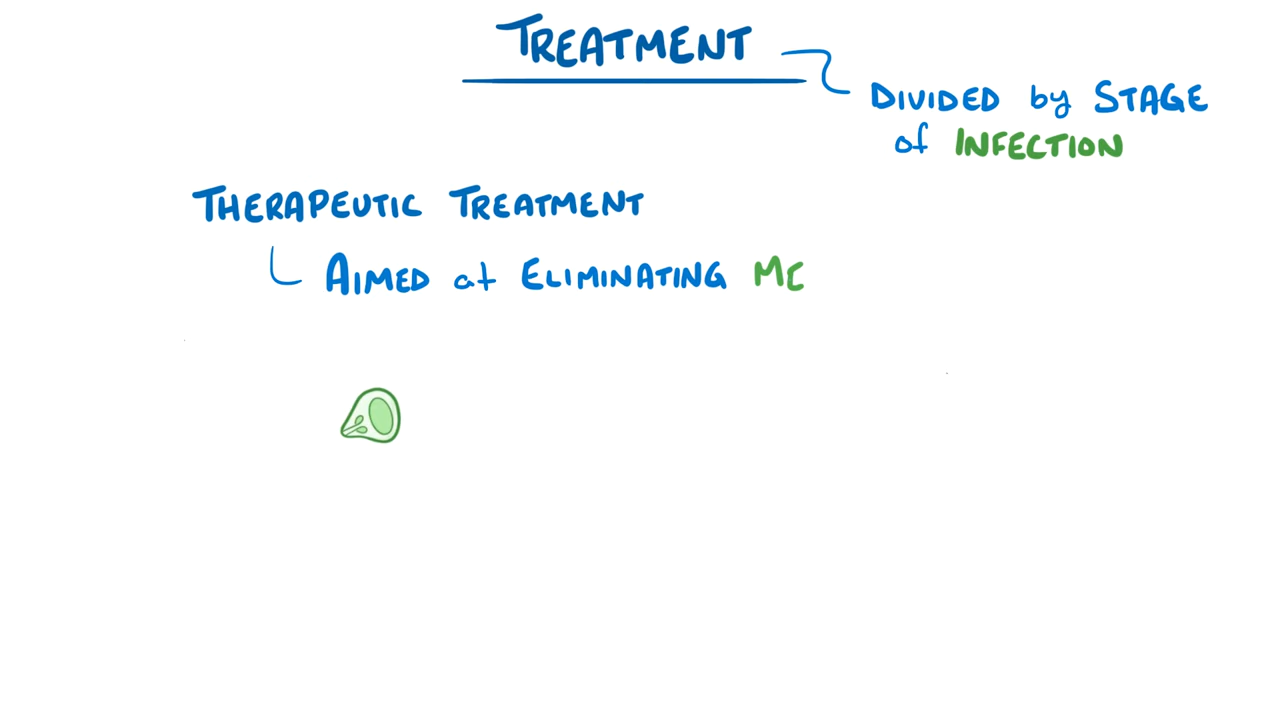 TREATMENT
DIVIDED by STAGE
of INFECTION
THERAPEUTIC TREATMENT
AIMED at ELIMINATING MC